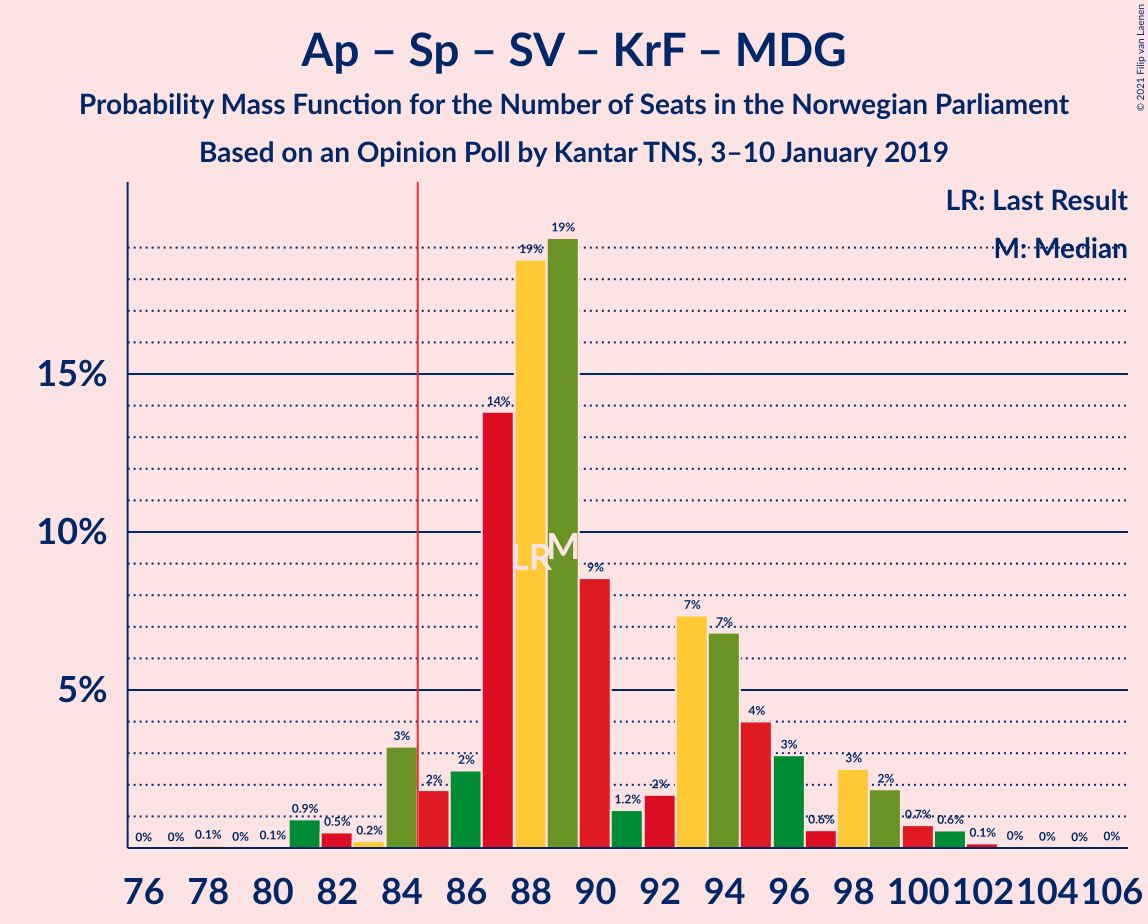 Ap – Sp – SV – KrF – MDG
Probability Mass Function for the Number of Seats in the Norwegian Parliament
Based on an Opinion Poll by Kantar TNS, 3–10 January 2019
© 2021 Filip van Laenen
LR: Last Result
M: Median
15%
10%
5%
0% 0% 0.1% 0% 0.1% 0.9% 0.5% 0.2% 3% 2% 2% 14% 19% 19% 9% 1.2% 2% 7% 7% 4% 3% 0.6% 3% 2% 0.7% 0.6% 0.1% 0% 0% 0% 0%
LR M
76 78 80 82 84 86 88 90 92 94 96 98 100 102 104 106